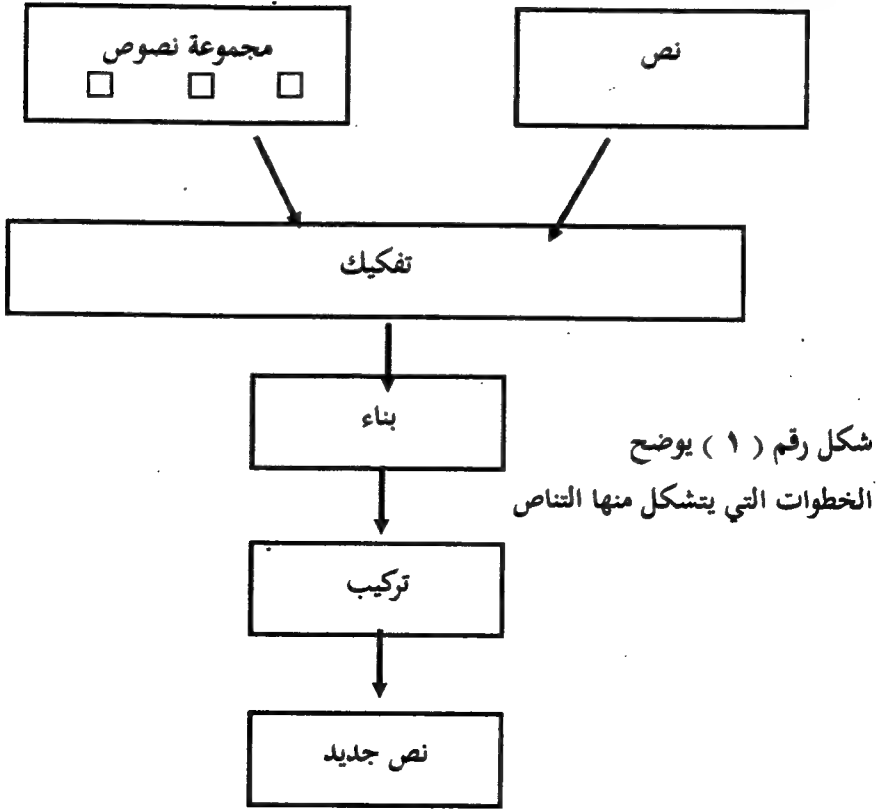 نص
مجموعة نصوص
تفكيك
بناء
شكل رقم ( ١ ) يوضح
الخطوات التي يتشكل منها التناص
تركيب
نص جديد